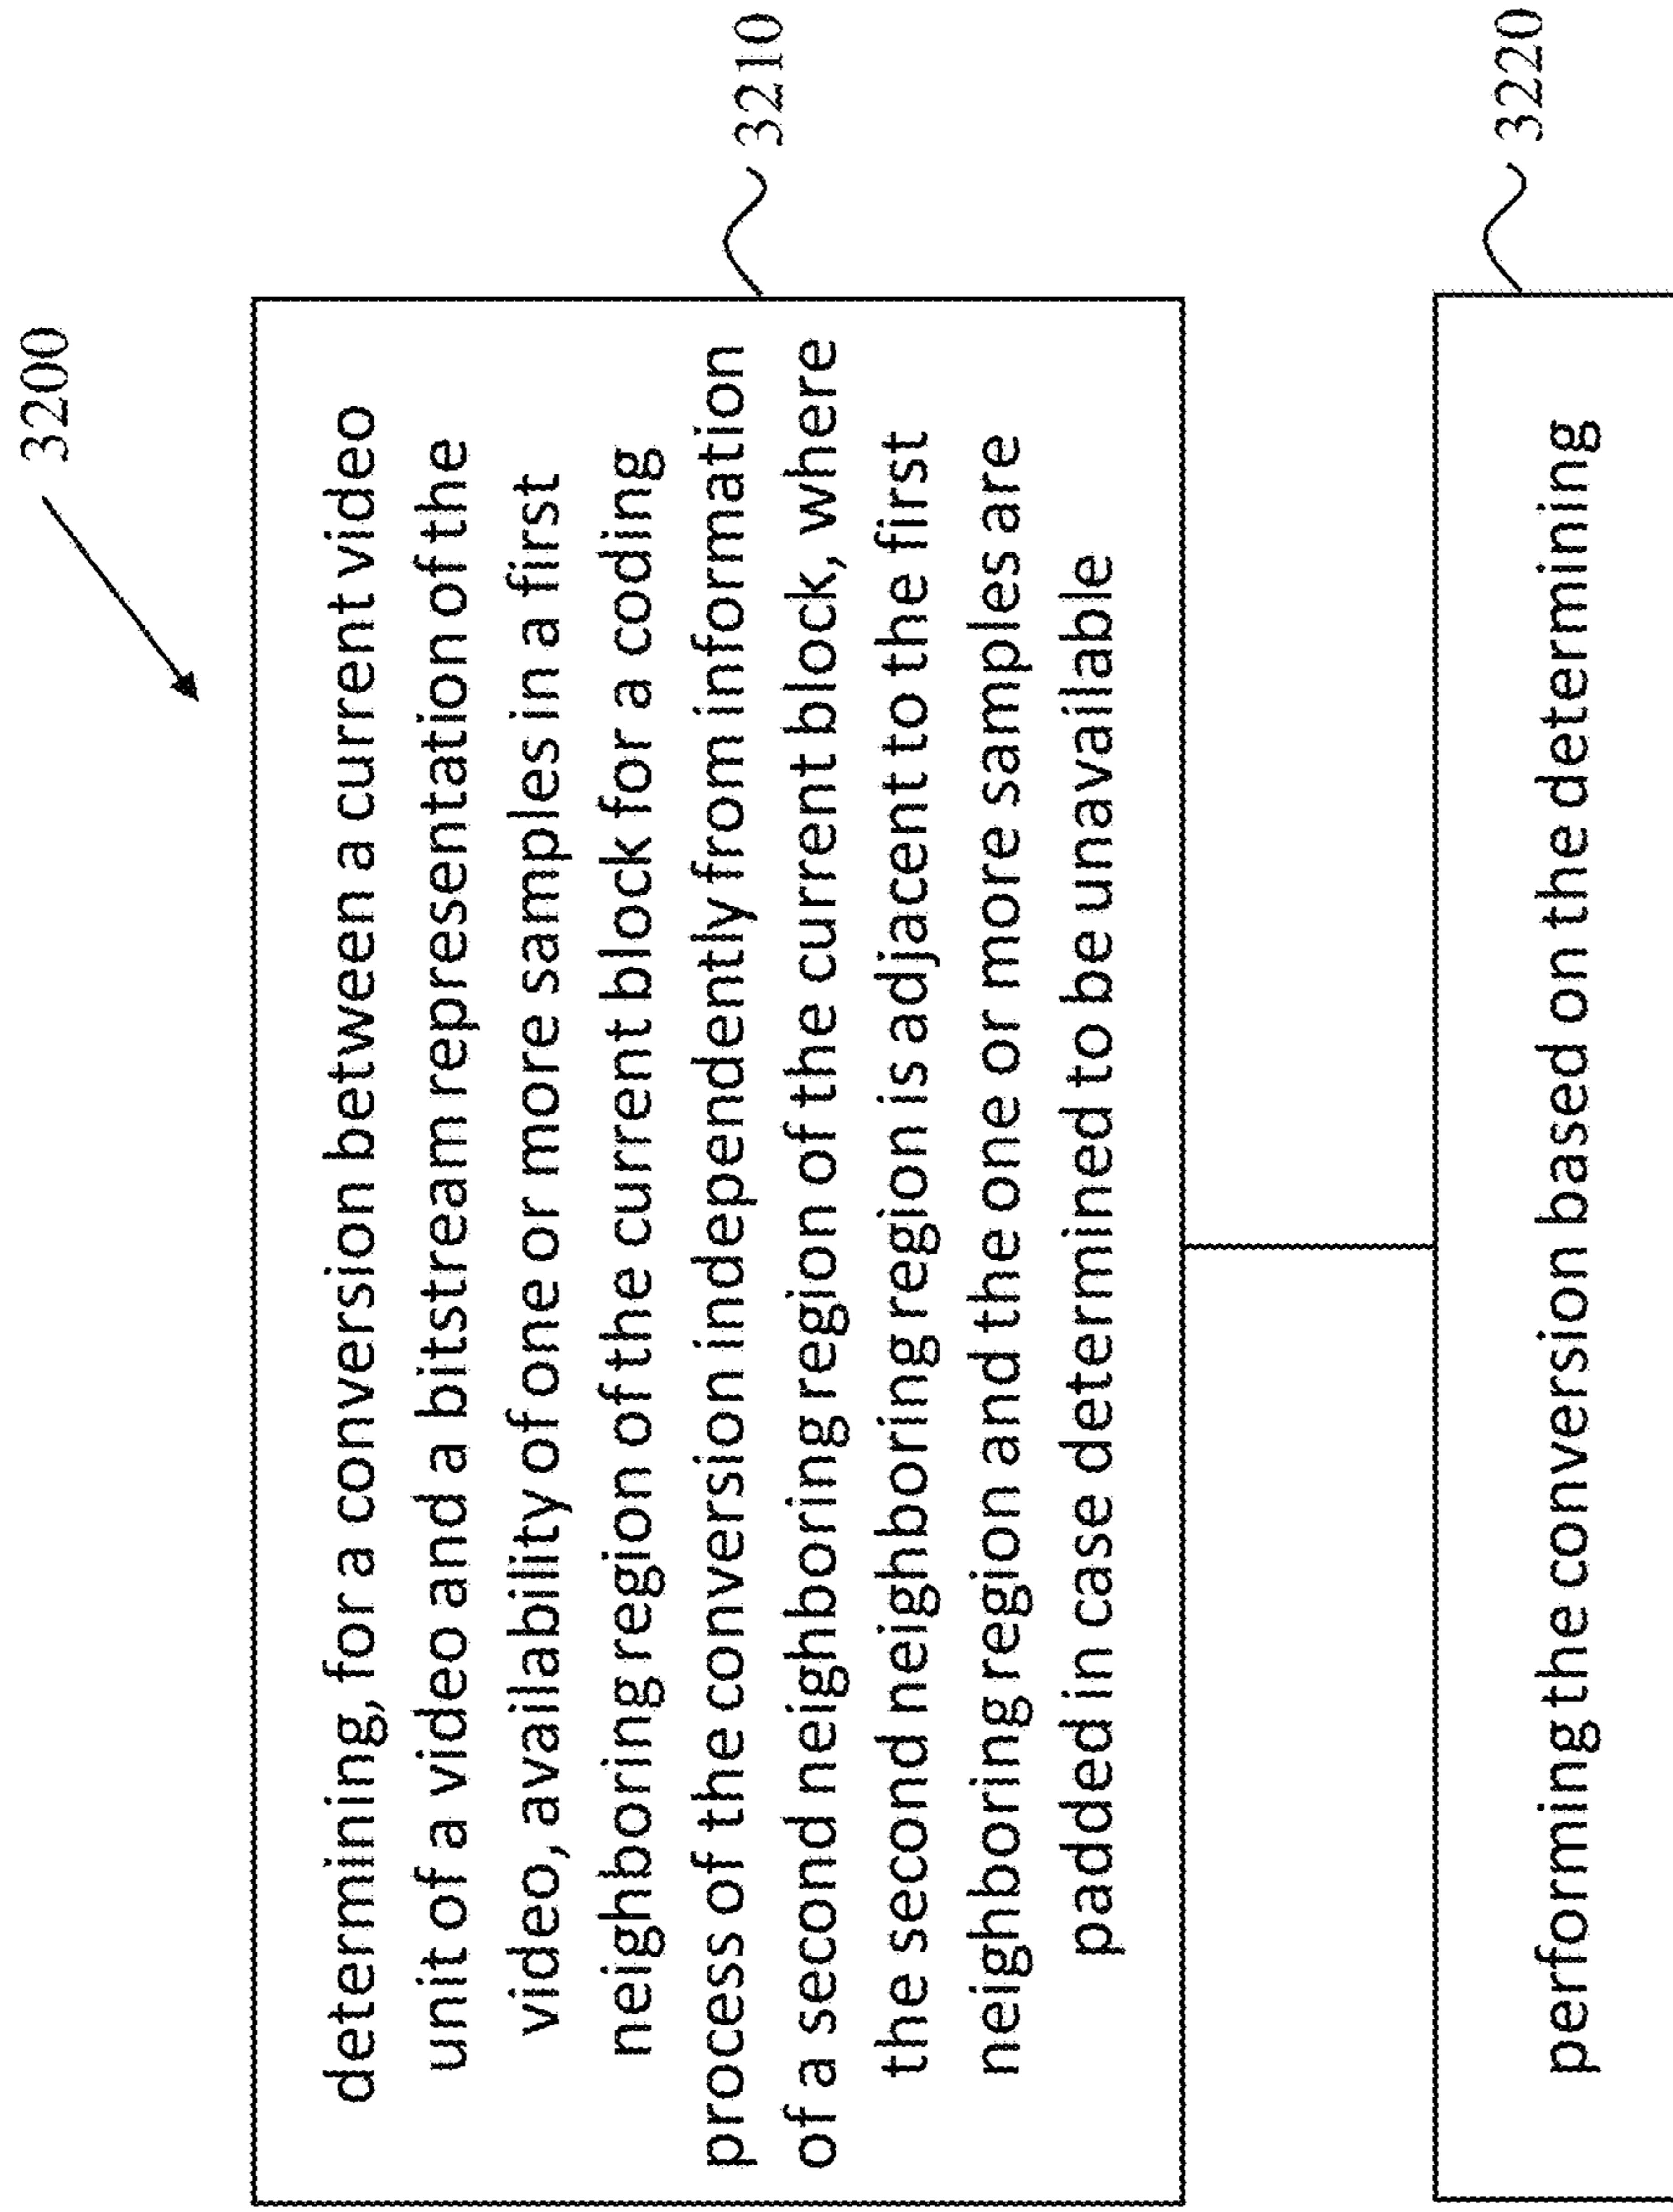 3200
determining, for a conversion between a current video
unit of a video and a bitstream representation of the
video, availability of one or more samples in a first
neighboring region of the current block for a coding
process of the conversion independently from information
of a second neighboring region of the current block, where
the second neighboring region is adjacent to the first
neighboring region and the one or more samples are
padded in case determined to be unavailable
3210
performing the conversion based on the determining
3220